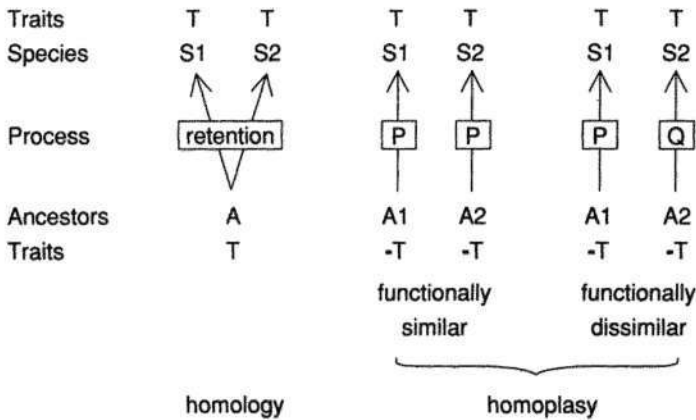 Traits T T T T T T
Species S1 S2 S1 S2 S1 S2
Process retention P P P Q
Ancestors A A1 A2 A1 A2
Traits T -T -T -T -T
functionally functionally
similar dissimilar
homology homoplasy